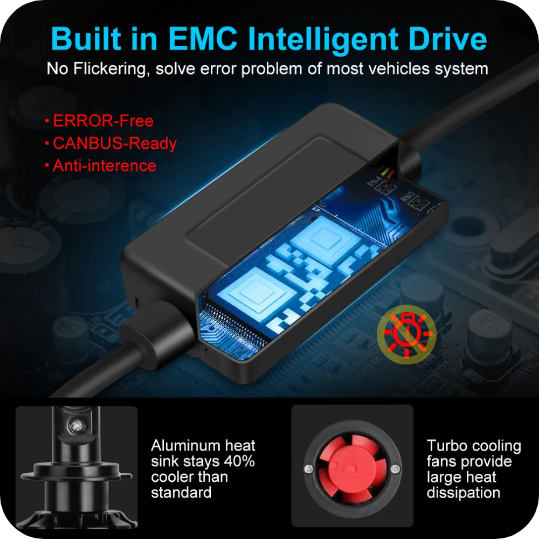 Built in EMC Intelligent Drive
No Flickering, solve error problem of most vehicles system
• ERROR-Free
• CANBUS-Ready
• Anti-interence
Aluminum heat
sink stays 40%
cooler than
standard
Turbo cooling
fans provide
large heat
dissipation